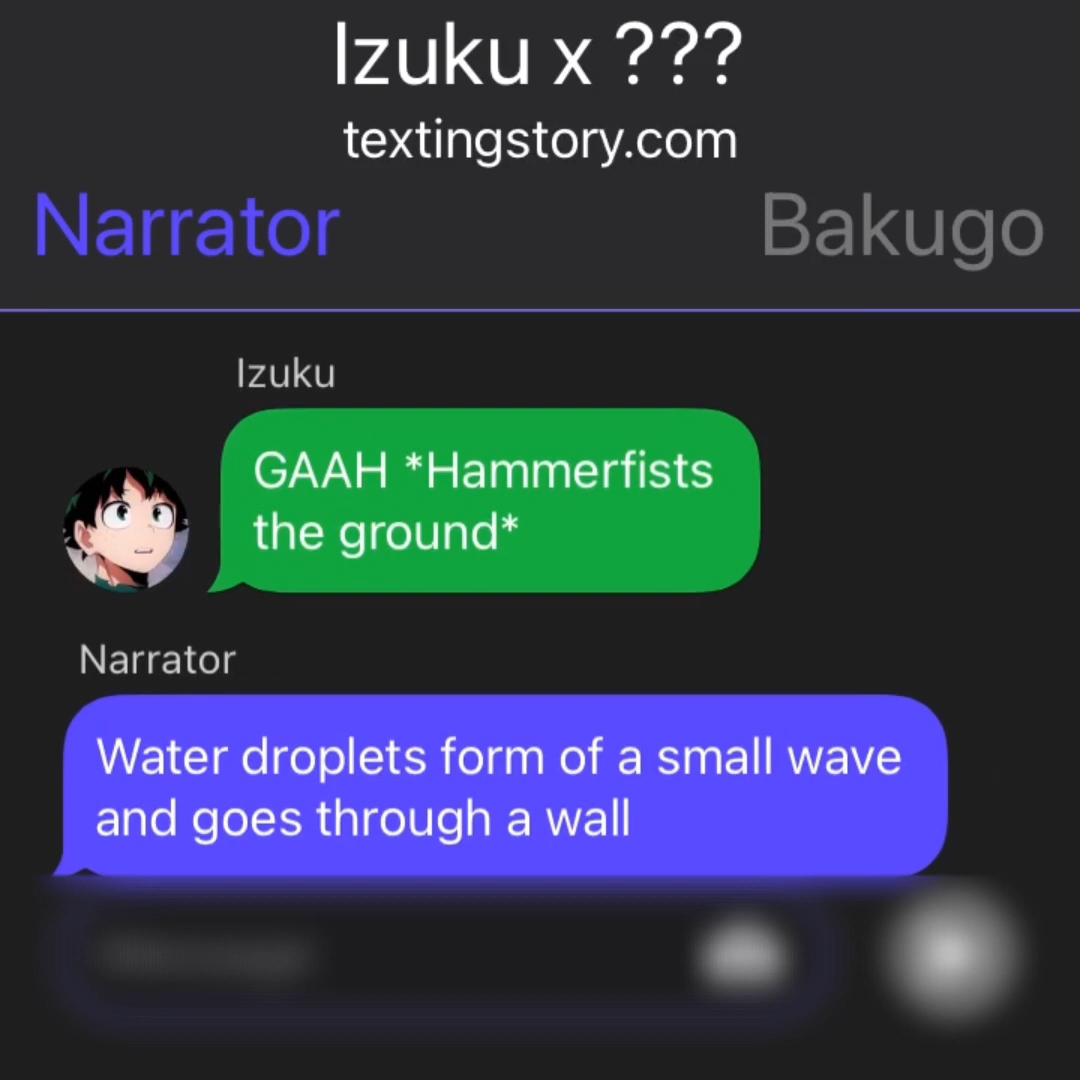 Izuku x ???
textingstory.com
Narrator
Bakugo
Izuku
GAAH *Hammerfists
the ground*
Narrator
Water droplets form of a small wave
and goes through a wall